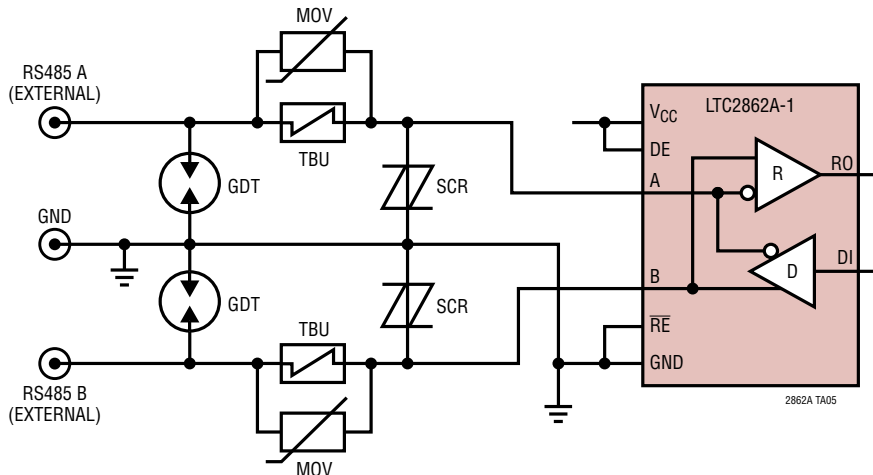 MOV
RS485 A
(EXTERNAL)
TBU
GDT
SCR
GND
GDT
TBU
SCR
RS485 B
(EXTERNAL)
MOV
LTC2862A-1
VCC
DE
A
R
RO
B
D
DI
RE
GND
2862A TA05